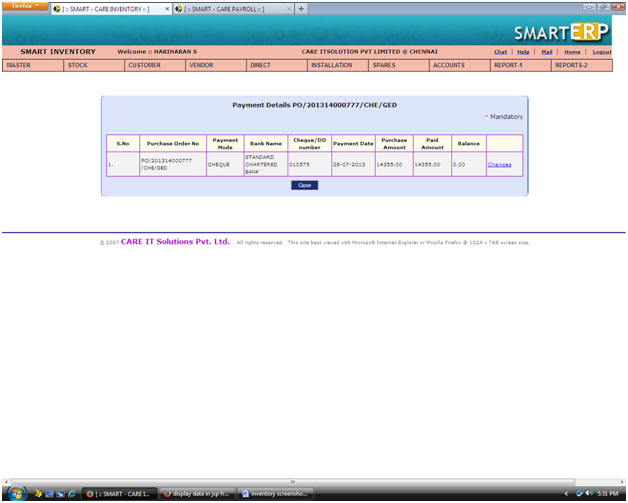 firefox
[ :: SMART - CARE INVENTORY :: ] × [ :: SMART - CARE PAYROLL :: ] × +
SMARTERP
SMART INVENTORY Welcome :: HARIHARAN S CARE ITSOLUTION PVT LIMITED @ CHENNAI Chat | Help | Mail | Home | Logout
MASTER STOCK CUSTOMER VENDOR DIRECT INSTALLATION SPARES ACCOUNTS REPORT-1 REPORTS-2
Payment Details PO/201314000777/CHE/GED
* Mandatory
S.No Purchase Order No Payment Mode Bank Name Cheque/DD number Payment Date Purchase Amount Paid Amount Balance
1. PO/201314000777 /CHE/GED CHEQUE STANDARD CHARTERED BANK 010575 26-07-2013 14355.00 14355.00 0.00 Changes
Close
© 2007 CARE IT Solutions Pvt. Ltd. All rights reserved. This site best viewed with Microsoft Internet Explorer or Mozilla Firefox @ 1024 x 768 screen size.
[ :: SMART - CARE I... display data in jsp fr... inventory screensho... 5:31 PM